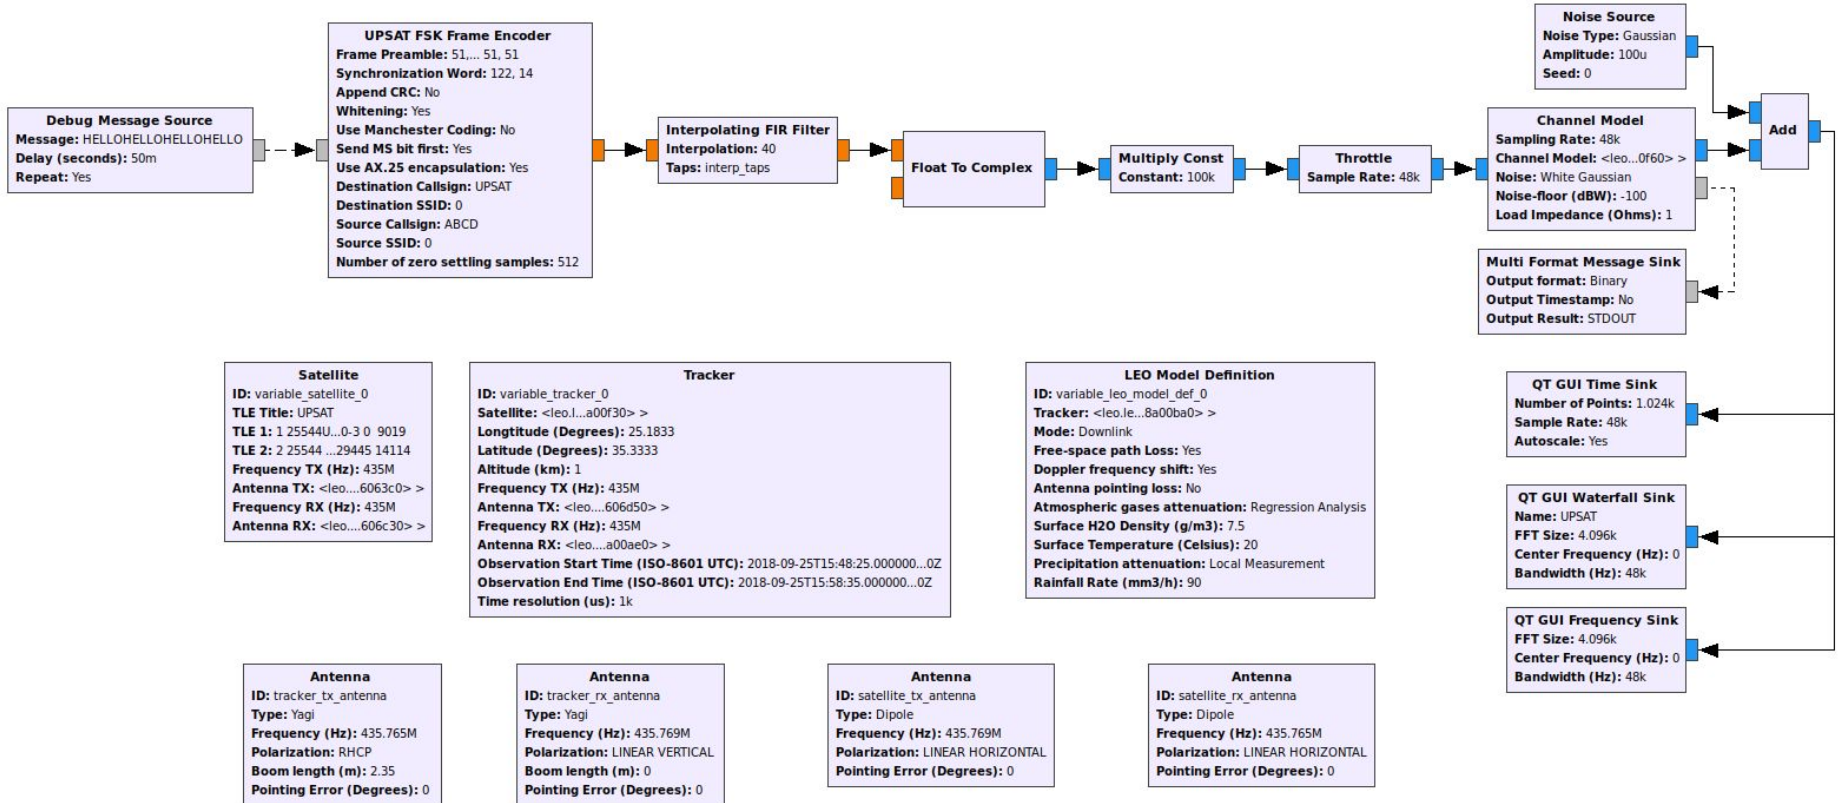 Debug Message Source
Message: HELLOHELLOHELLOHELLO
Delay (seconds): 50m
Repeat: Yes
UPSAT FSK Frame Encoder
Frame Preamble: 51,... 51, 51
Synchronization Word: 122, 14
Append CRC: No
Whitening: Yes
Use Manchester Coding: No
Send MS bit first: Yes
Use AX.25 encapsulation: Yes
Destination Callsign: UPSAT
Destination SSID: 0
Source Callsign: ABCD
Source SSID: 0
Number of zero settling samples: 512
Interpolating FIR Filter
Interpolation: 40
Taps: interp_taps
Float To Complex
Multiply Const
Constant: 100k
Throttle
Sample Rate: 48k
Noise Source
Noise Type: Gaussian
Amplitude: 100u
Seed: 0
Channel Model
Sampling Rate: 48k
Channel Model: <leo...0f60> >
Noise: White Gaussian
Noise-floor (dBW): -100
Load Impedance (Ohms): 1
Add
Multi Format Message Sink
Output format: Binary
Output Timestamp: No
Output Result: STDOUT
Satellite
ID: variable_satellite_0
TLE Title: UPSAT
TLE 1: 1 25544U...0-3 0  9019
TLE 2: 2 25544 ...29445 14114
Frequency TX (Hz): 435M
Antenna TX: <leo....6063c0> >
Frequency RX (Hz): 435M
Antenna RX: <leo....606c30> >
Tracker
ID: variable_tracker_0
Satellite: <leo.l...a00f30> >
Longtitude (Degrees): 25.1833
Latitude (Degrees): 35.3333
Altitude (km): 1
Frequency TX (Hz): 435M
Antenna TX: <leo....606d50> >
Frequency RX (Hz): 435M
Antenna RX: <leo....a00ae0> >
Observation Start Time (ISO-8601 UTC): 2018-09-25T15:48:25.000000...0Z
Observation End Time (ISO-8601 UTC): 2018-09-25T15:58:35.000000...0Z
Time resolution (us): 1k
LEO Model Definition
ID: variable_leo_model_def_0
Tracker: <leo.le...8a00ba0> >
Mode: Downlink
Free-space path Loss: Yes
Doppler frequency shift: Yes
Antenna pointing loss: No
Atmospheric gases attenuation: Regression Analysis
Surface H2O Density (g/m3): 7.5
Surface Temperature (Celsius): 20
Precipitation attenuation: Local Measurement
Rainfall Rate (mm3/h): 90
QT GUI Time Sink
Number of Points: 1.024k
Sample Rate: 48k
Autoscale: Yes
QT GUI Waterfall Sink
Name: UPSAT
FFT Size: 4.096k
Center Frequency (Hz): 0
Bandwidth (Hz): 48k
QT GUI Frequency Sink
FFT Size: 4.096k
Center Frequency (Hz): 0
Bandwidth (Hz): 48k
Antenna
ID: tracker_tx_antenna
Type: Yagi
Frequency (Hz): 435.765M
Polarization: RHCP
Boom length (m): 2.35
Pointing Error (Degrees): 0
Antenna
ID: tracker_rx_antenna
Type: Yagi
Frequency (Hz): 435.769M
Polarization: LINEAR VERTICAL
Boom length (m): 0
Pointing Error (Degrees): 0
Antenna
ID: satellite_tx_antenna
Type: Dipole
Frequency (Hz): 435.769M
Polarization: LINEAR HORIZONTAL
Pointing Error (Degrees): 0
Antenna
ID: satellite_rx_antenna
Type: Dipole
Frequency (Hz): 435.765M
Polarization: LINEAR HORIZONTAL
Pointing Error (Degrees): 0